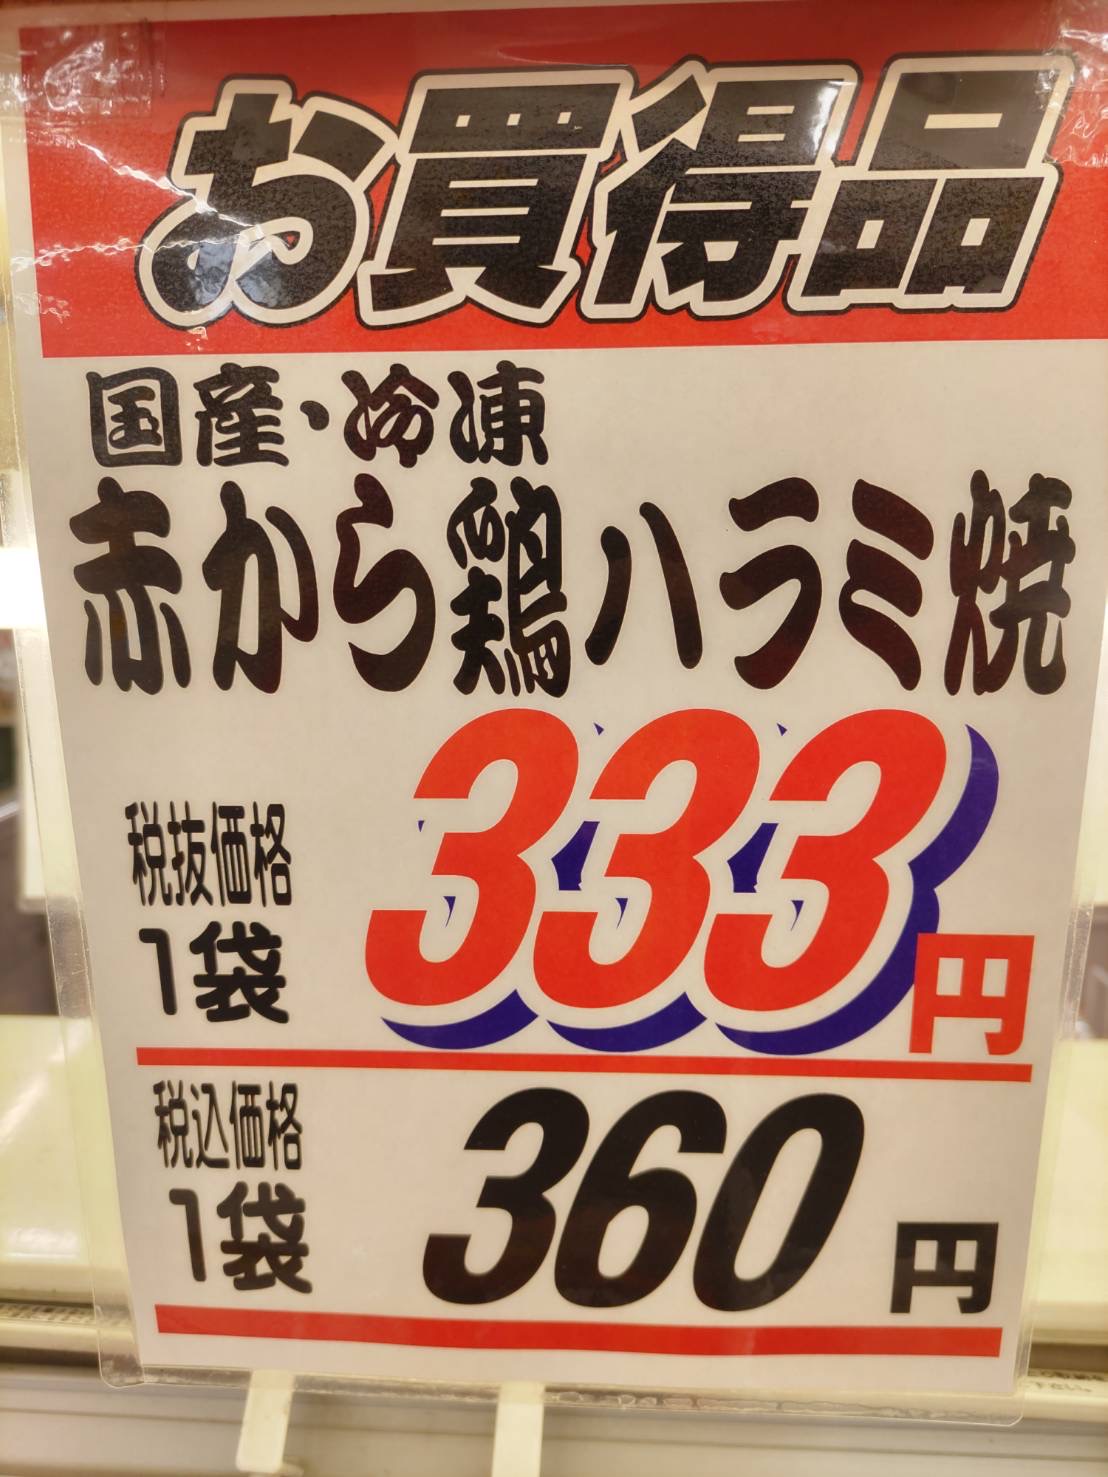 お買得品
国産・冷凍
赤から鶏ハラミ焼
税抜価格
1袋
333円
税込価格
1袋
360円